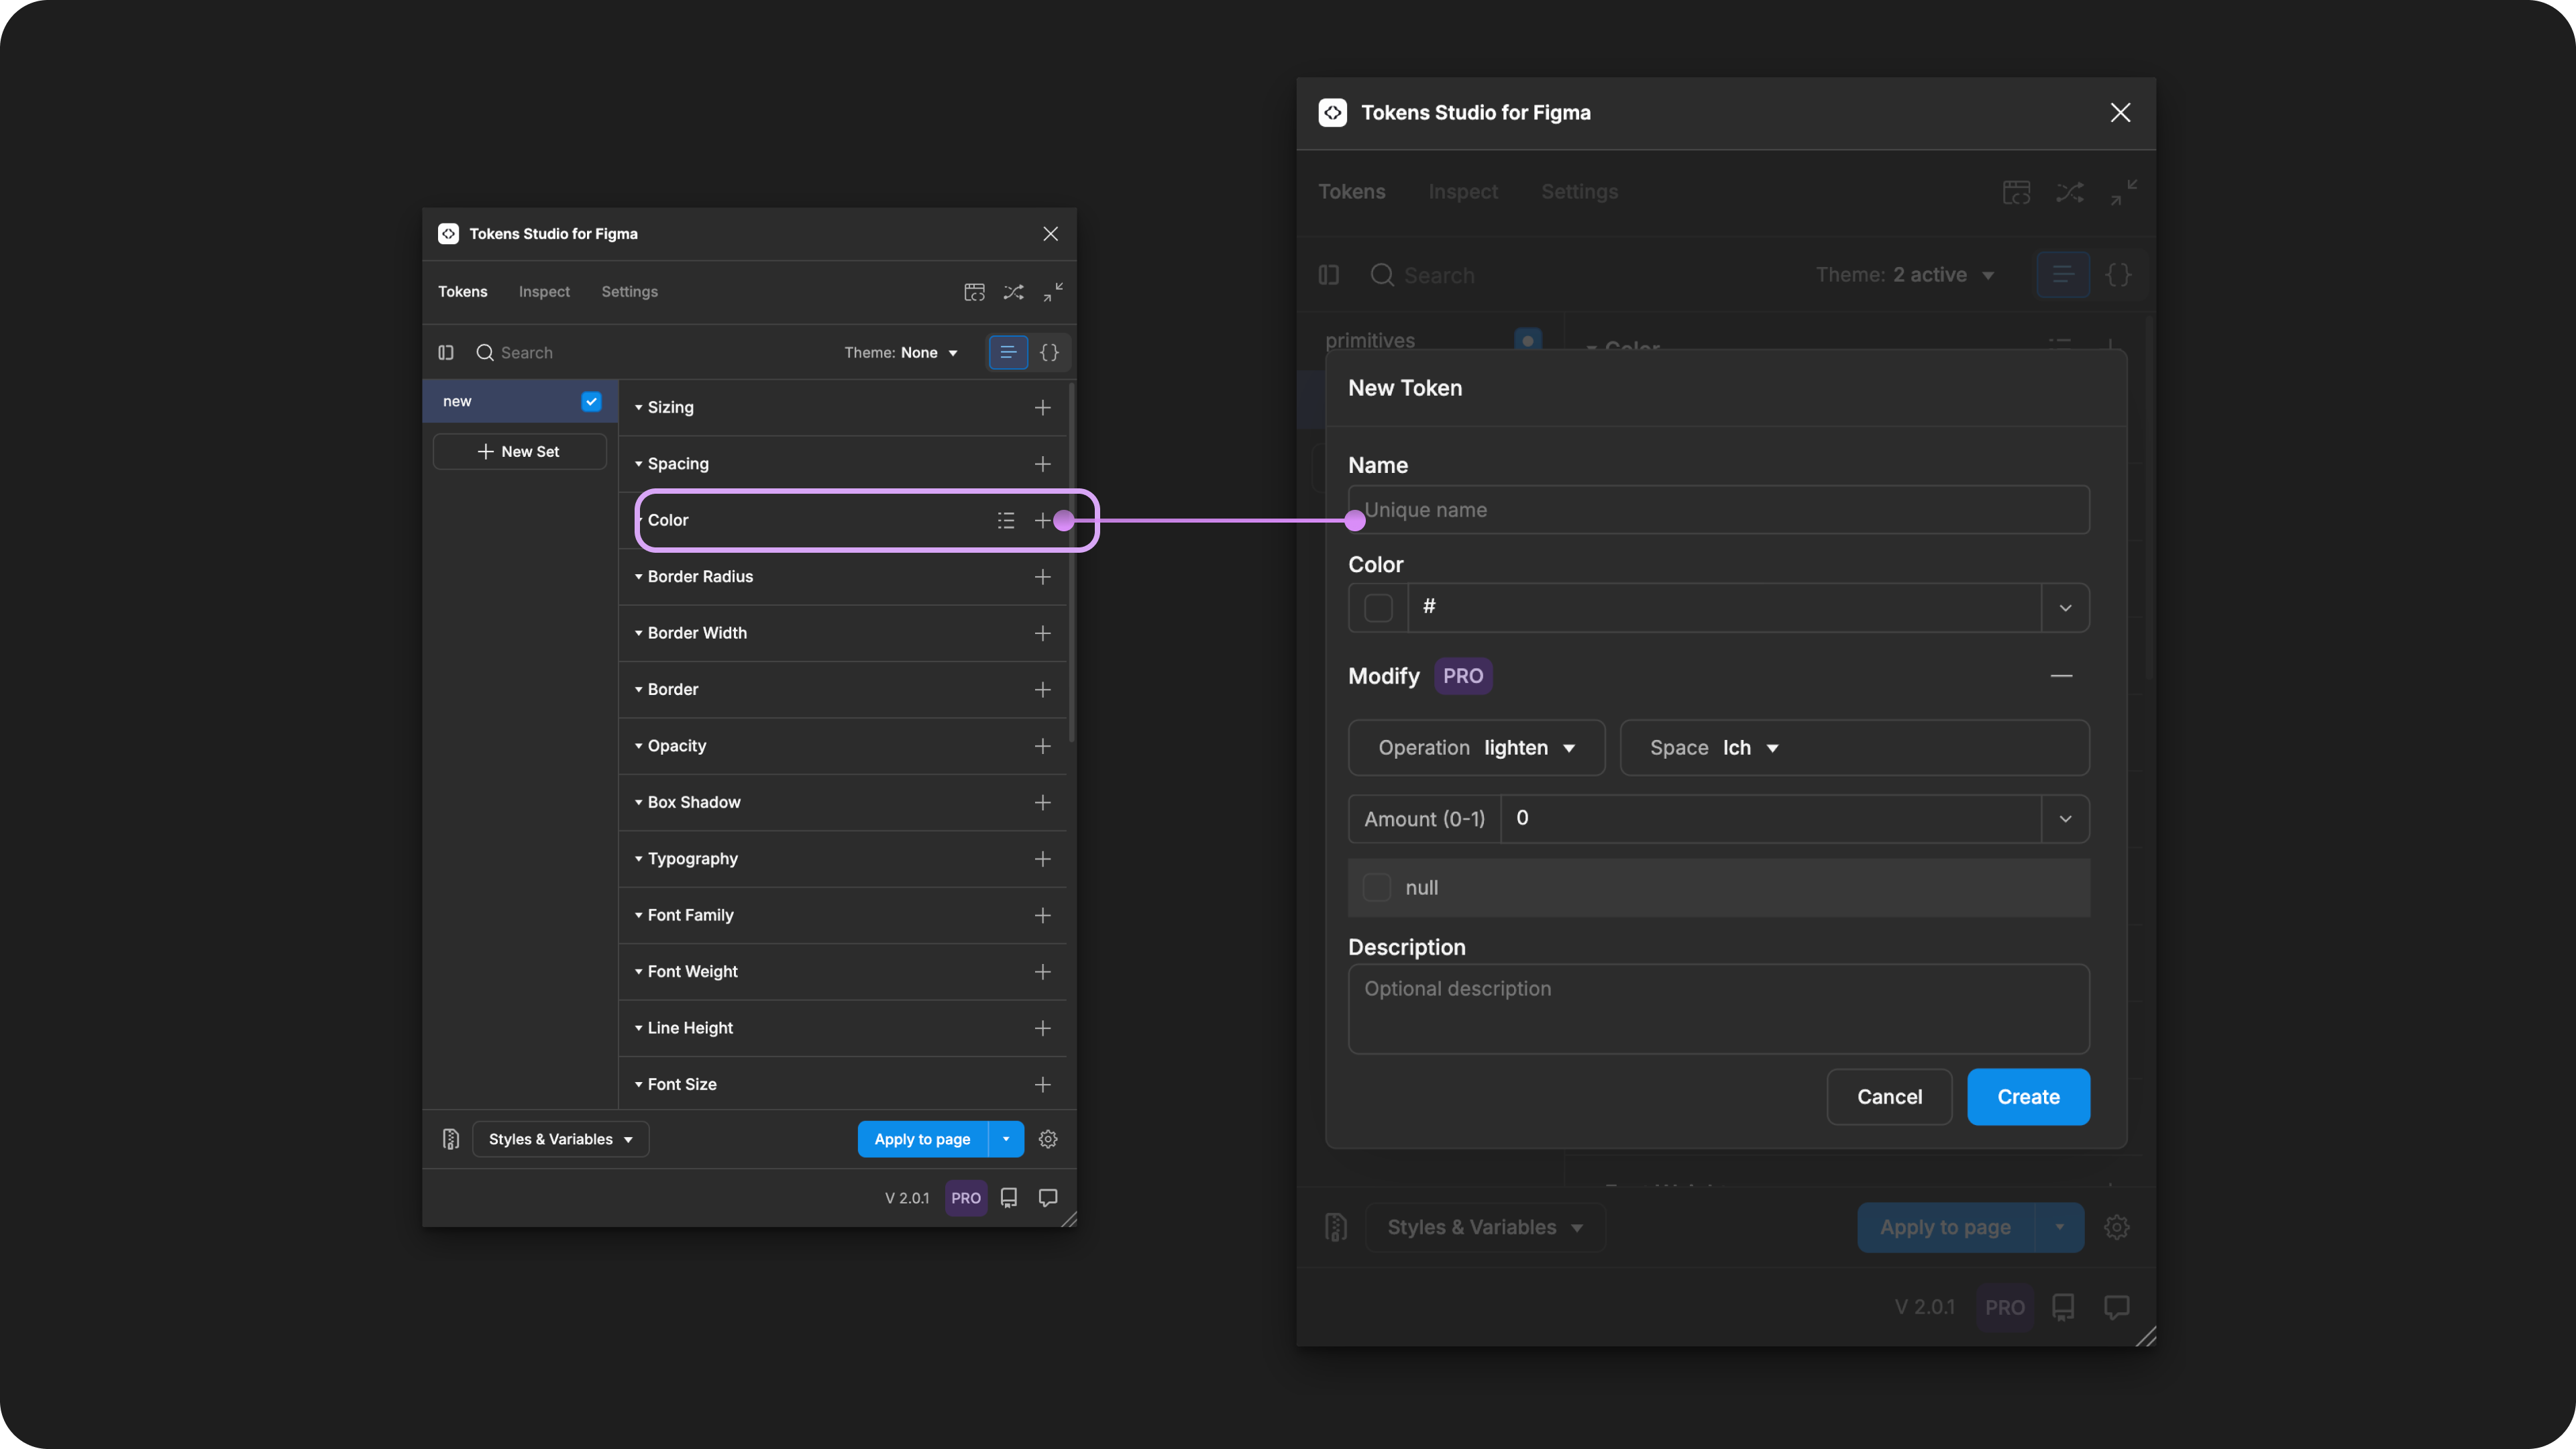 Tokens Studio for Figma
Tokens Inspect Settings
Search Theme: None {}
new
New Set
Sizing
Spacing
Color
Border Radius
Border Width
Border
Opacity
Box Shadow
Typography
Font Family
Font Weight
Line Height
Font Size
Styles & Variables Apply to page
V 2.0.1 PRO
Tokens Studio for Figma
Tokens Inspect Settings
Search Theme: 2 active {}
primitives
Color
New Token
Name
Unique name
Color
#
Modify PRO
Operation lighten Space lch
Amount (0-1) 0
null
Description
Optional description
Cancel Create
Styles & Variables Apply to page
V 2.0.1 PRO